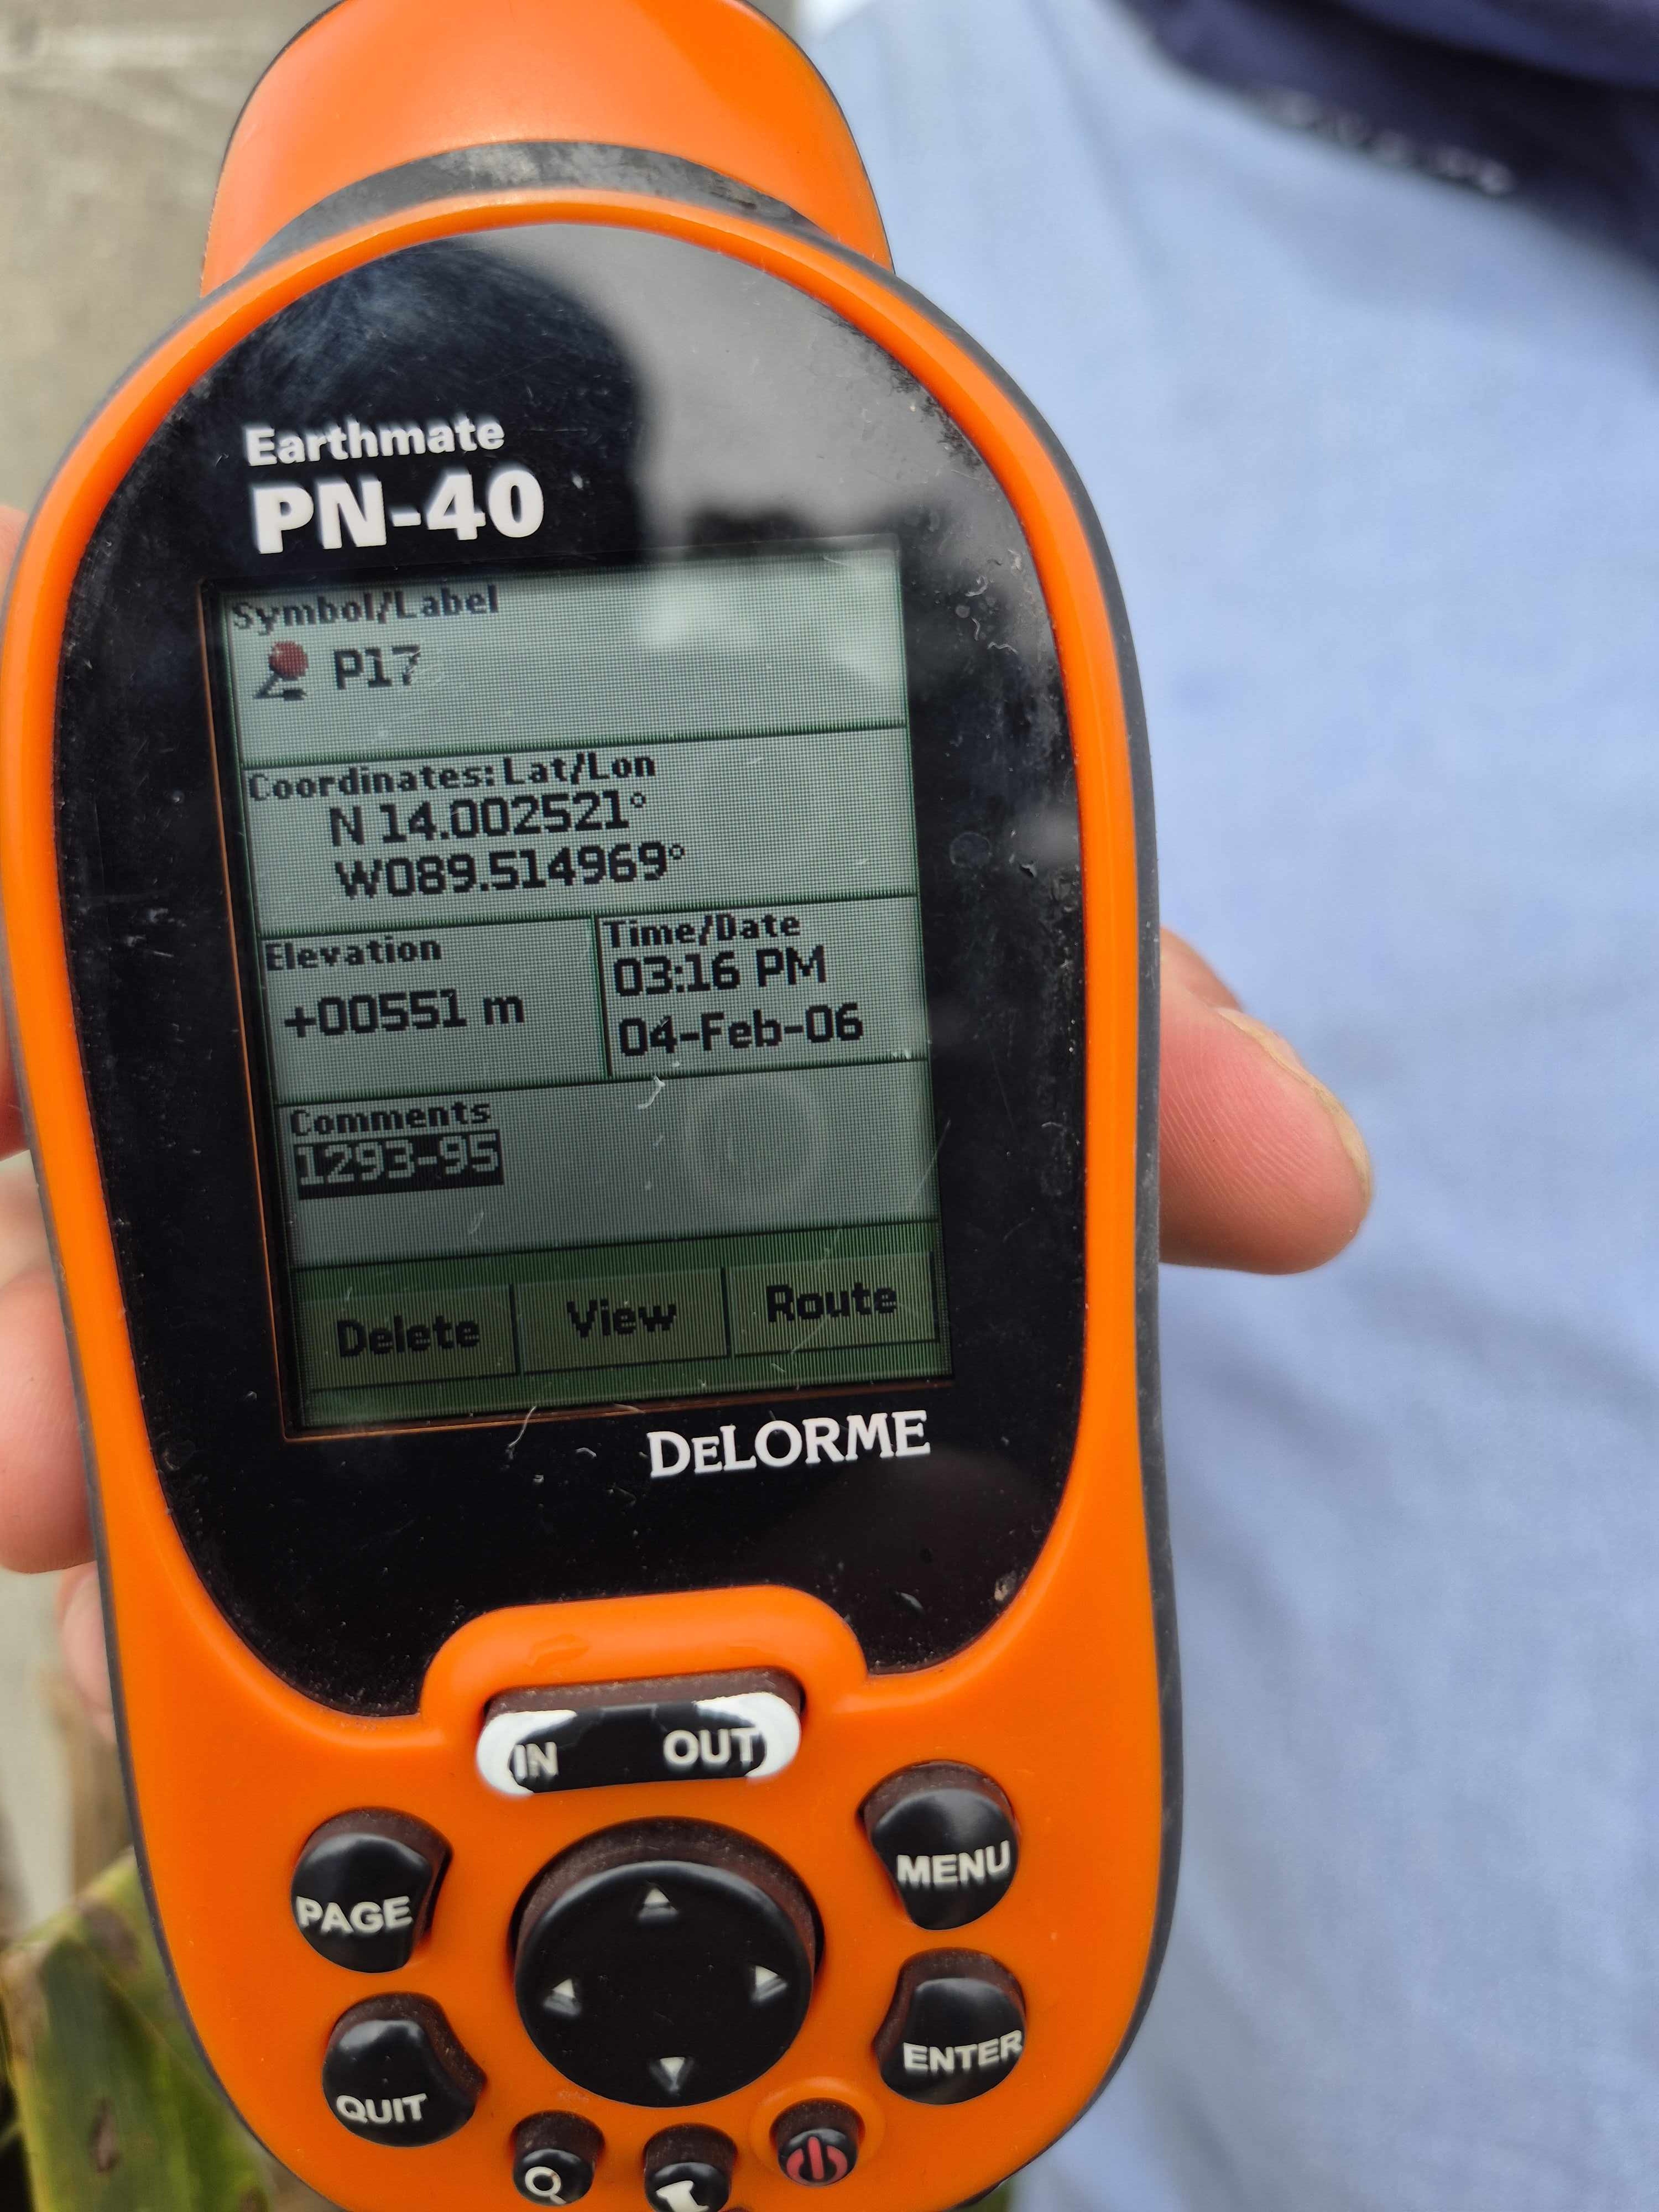 Earthmate
PN-40
Symbol/Label
P17
Coordinates: Lat/Lon
N 14.002521°
W089.514969°
Elevation
+00551 m
Time/Date
03:16 PM
04-Feb-06
Comments
1293-95
Delete View Route
DELORME
IN OUT
PAGE MENU
QUIT ENTER